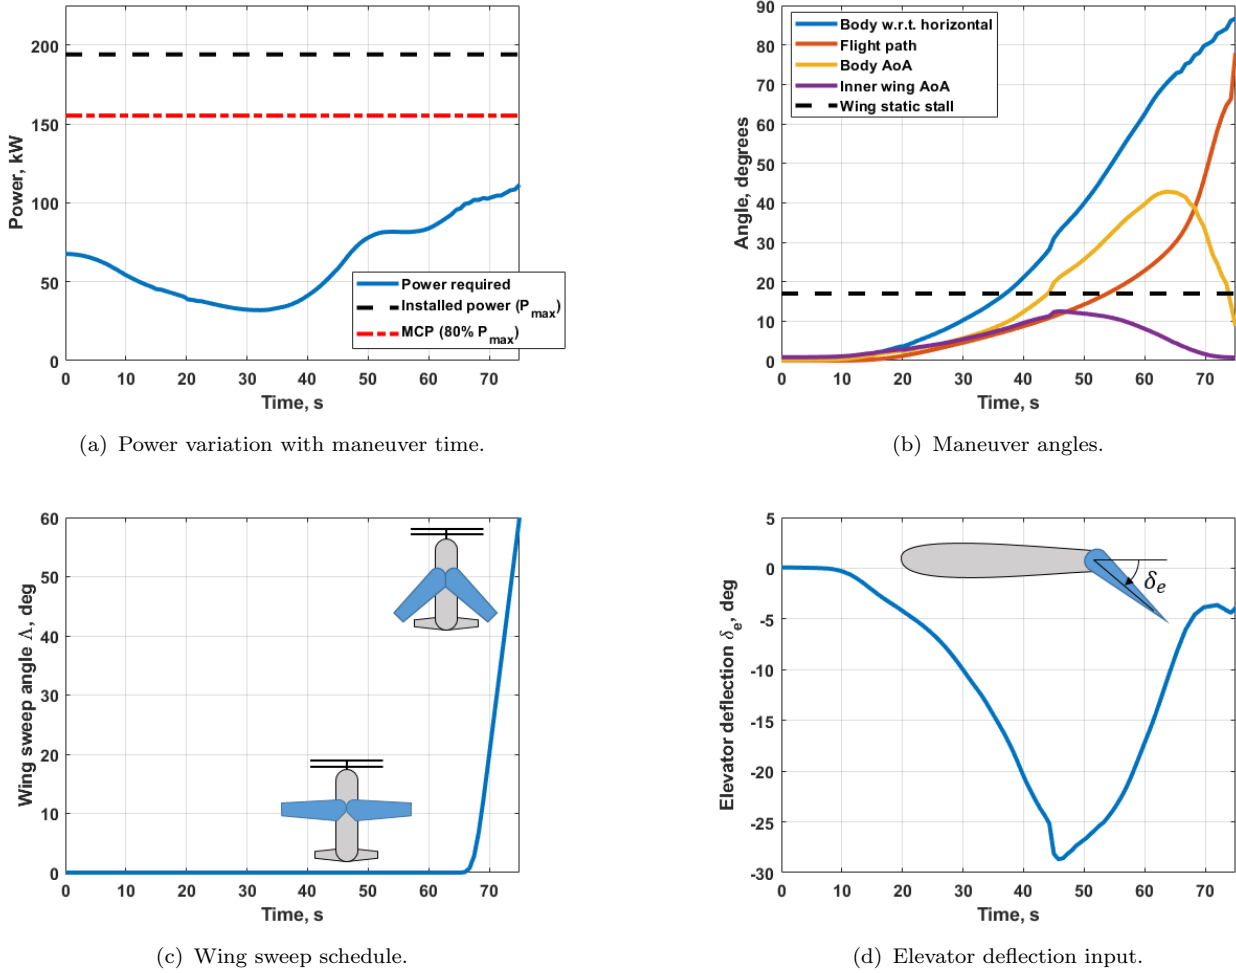 200
150
100
50
0
0 10 20 30 40 50 60 70
Power, kW
Time, s
Power required
Installed power (P_max)
MCP (80% P_max)
(a) Power variation with maneuver time.
90
80
70
60
50
40
30
20
10
0
0 10 20 30 40 50 60 70
Angle, degrees
Time, s
Body w.r.t. horizontal
Flight path
Body AoA
Inner wing AoA
Wing static stall
(b) Maneuver angles.
60
50
40
30
20
10
0
0 10 20 30 40 50 60 70
Wing sweep angle Λ, deg
Time, s
(c) Wing sweep schedule.
5
0
-5
-10
-15
-20
-25
-30
0 10 20 30 40 50 60 70
Elevator deflection δ_e, deg
Time, s
δ_e
(d) Elevator deflection input.